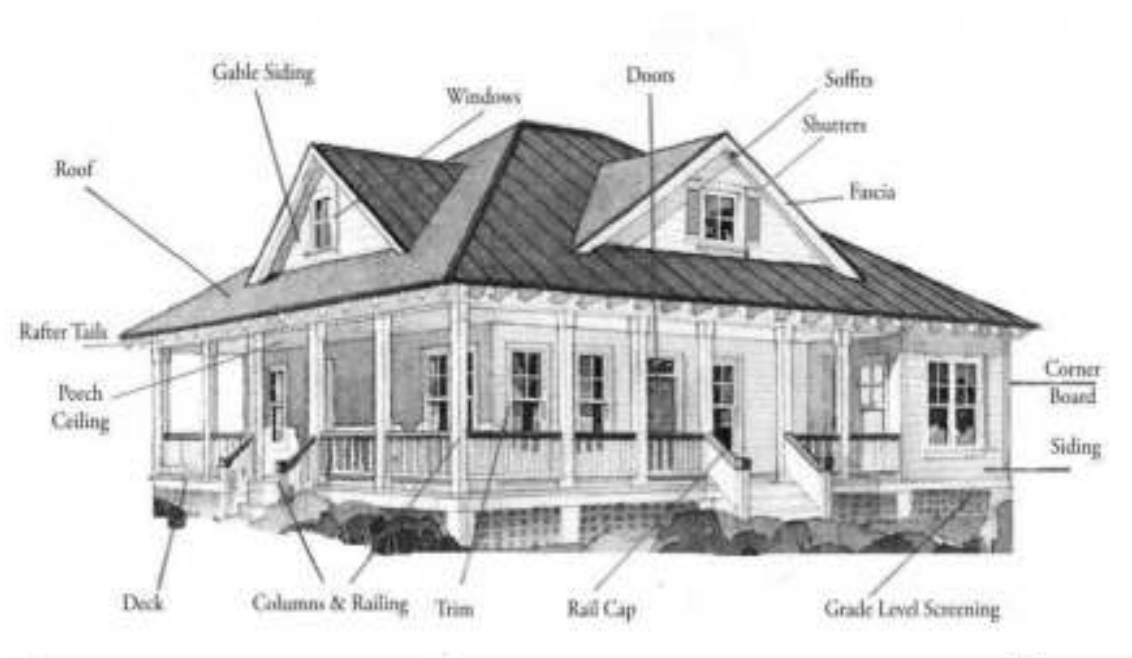 Gable Siding
Windows
Doors
Soffits
Shutters
Roof
Fascia
Rafter Tails
Porch
Ceiling
Corner
Board
Siding
Deck
Columns & Railing
Trim
Rail Cap
Grade Level Screening